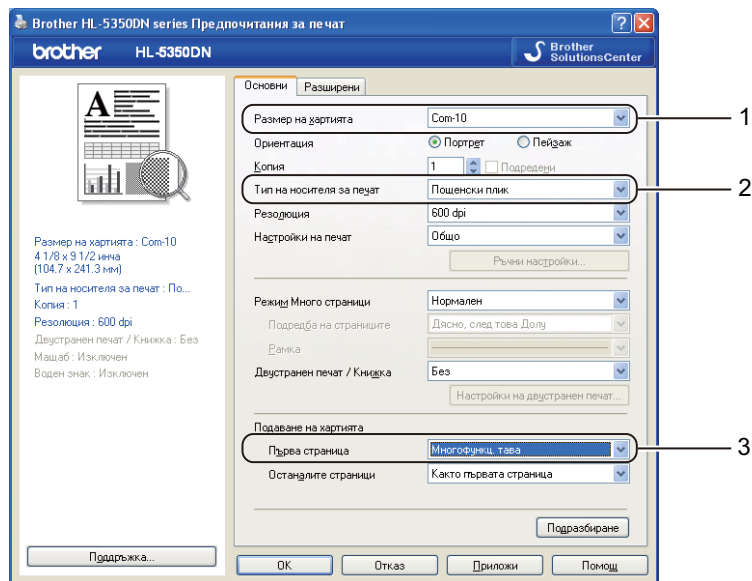 Brother HL-5350DN series Предпочитания за печат
brother HL-5350DN
Brother
SolutionsCenter
Основни Разширени
Размер на хартията Com-10
1
Ориентация Портрет Пейзаж
Копия 1 Подредени
Тип на носителя за печат Пощенски плик
2
Резолюция 600 dpi
Настройки на печат Общо
Ръчни настройки...
Режим Много страници Нормален
Подредба на страниците Дясно, след това Долу
Рамка
Двустранен печат / Книжка Без
Настройки на двустранен печат...
Подаване на хартията
Първа страница Многофункц. тава
3
Останалите страници Както първата страница
Подразбиране
A
Размер на хартията : Com-10
4 1/8 x 9 1/2 инча
(104.7 x 241.3 мм)
Тип на носителя за печат : По...
Копия : 1
Резолюция : 600 dpi
Двустранен печат / Книжка : Без
Мащаб : Изключен
Воден знак : Изключен
Поддръжка...
OK Отказ Приложи Помощ